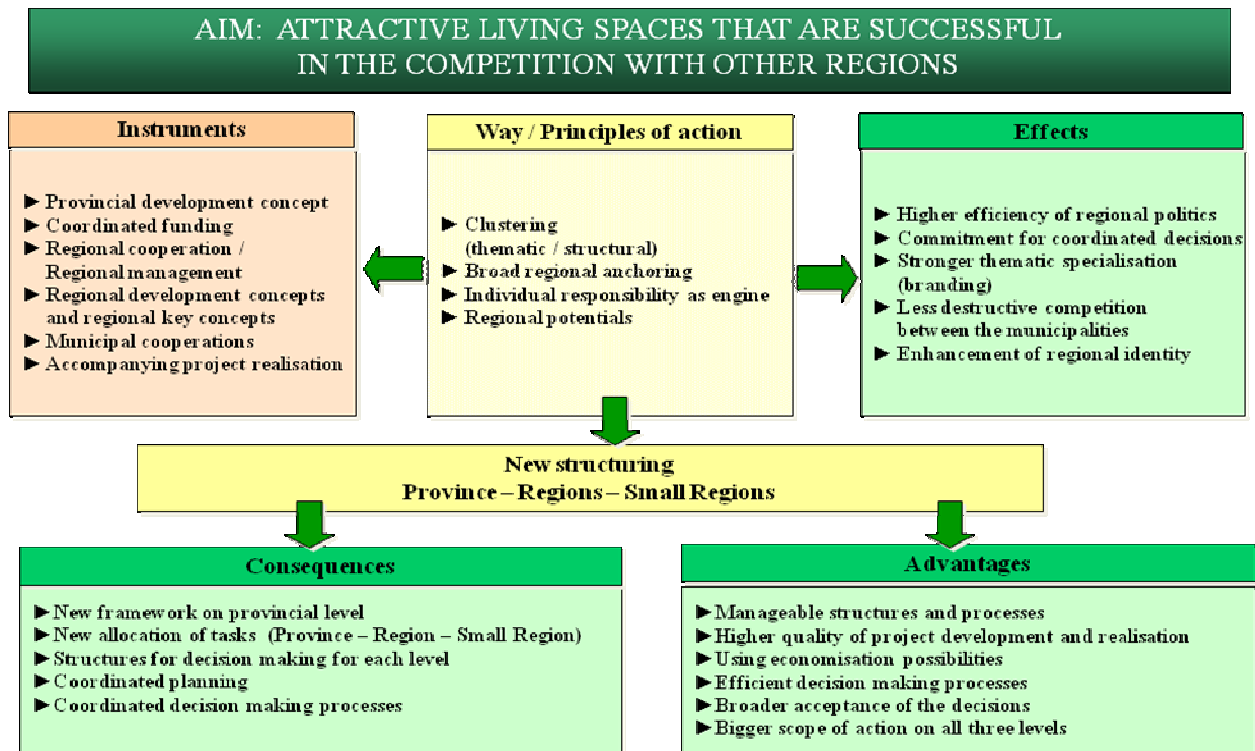 AIM: ATTRACTIVE LIVING SPACES THAT ARE SUCCESSFUL
IN THE COMPETITION WITH OTHER REGIONS
Instruments
► Provincial development concept
► Coordinated funding
► Regional cooperation /
Regional management
► Regional development concepts
and regional key concepts
► Municipal cooperations
► Accompanying project realisation
Way / Principles of action
► Clustering
(thematic / structural)
► Broad regional anchoring
► Individual responsibility as engine
► Regional potentials
Effects
► Higher efficiency of regional politics
► Commitment for coordinated decisions
► Stronger thematic specialisation
(branding)
► Less destructive competition
between the municipalities
► Enhancement of regional identity
New structuring
Province – Regions – Small Regions
Consequences
► New framework on provincial level
► New allocation of tasks (Province – Region – Small Region)
► Structures for decision making for each level
► Coordinated planning
► Coordinated decision making processes
Advantages
► Manageable structures and processes
► Higher quality of project development and realisation
► Using economisation possibilities
► Efficient decision making processes
► Broader acceptance of the decisions
► Bigger scope of action on all three levels